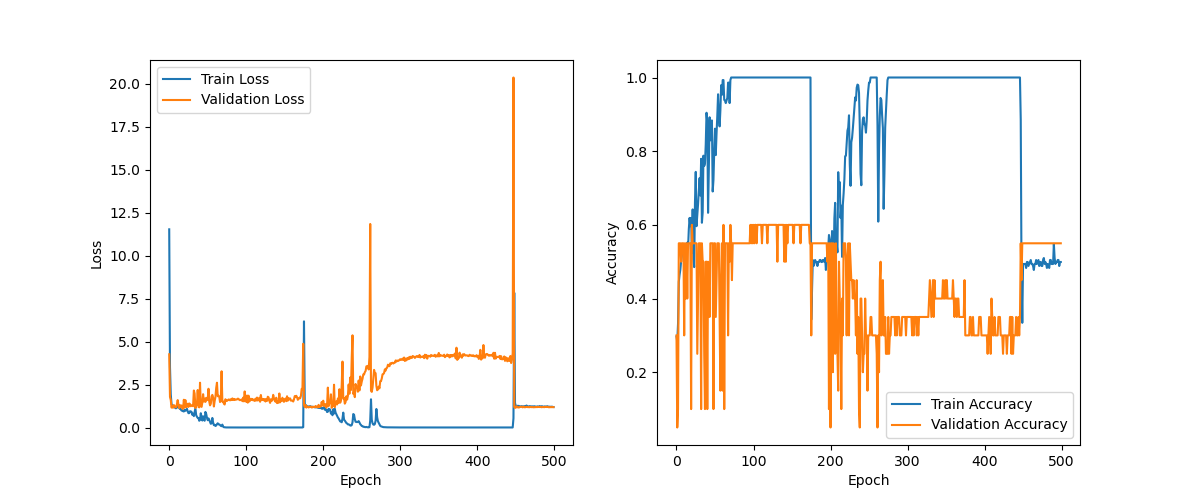 Train Loss
Validation Loss
20.0
17.5
15.0
12.5
10.0
7.5
5.0
2.5
0.0
Loss
0 100 200 300 400 500
Epoch
1.0
0.8
0.6
0.4
0.2
Accuracy
Train Accuracy
Validation Accuracy
0 100 200 300 400 500
Epoch